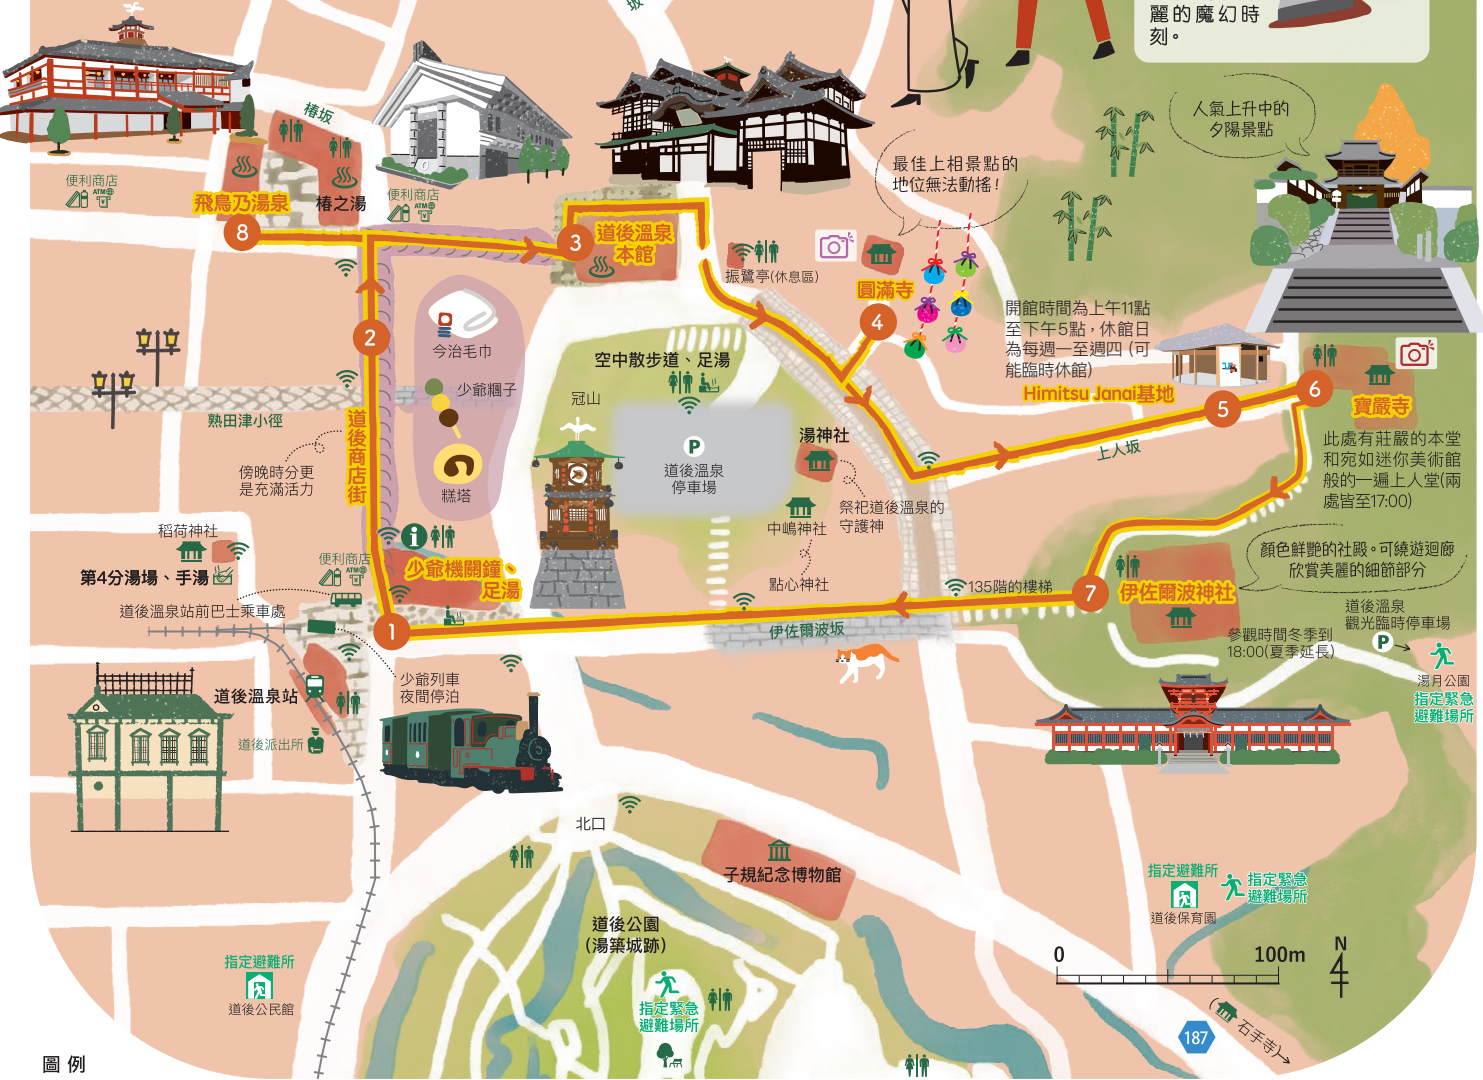 坂
麗的魔幻時
刻。
人氣上升中的
夕陽景點
椿坂
最佳上相景點的
地位無法動搖！
便利商店
ATM
飛鳥乃湯泉
8
椿之湯
便利商店
ATM
3
道後溫泉
本館
振鷺亭(休息區)
圓滿寺
4
開館時間為上午11點
至下午5點，休館日
為每週一至週四 (可
能臨時休館)
Himitsu Janai基地
5
6
寶嚴寺
2
今治毛巾
少爺糰子
糕塔
空中散步道、足湯
冠山
P
道後溫泉
停車場
湯神社
祭祀道後溫泉的
守護神
中嶋神社
點心神社
上人坂
此處有莊嚴的本堂
和宛如迷你美術館
般的一遍上人堂(兩
處皆至17:00)
熟田津小徑
道後商店街
傍晚時分更
是充滿活力
稻荷神社
第4分湯場、手湯
便利商店
ATM
i
少爺機關鐘、
足湯
道後溫泉站前巴士乘車處
1
135階的樓梯
伊佐爾波坂
7
伊佐爾波神社
顏色鮮艷的社殿。可繞遊迴廊
欣賞美麗的細節部分
參觀時間冬季到
18:00(夏季延長)
道後溫泉
觀光臨時停車場
P
湯月公園
指定緊急
避難場所
道後溫泉站
少爺列車
夜間停泊
道後派出所
北口
子規紀念博物館
道後公園
(湯築城跡)
指定緊急
避難場所
指定避難所
道後保育園
指定緊急
避難場所
指定避難所
道後公民館
0
100m
N
187
(石手寺)
圖例